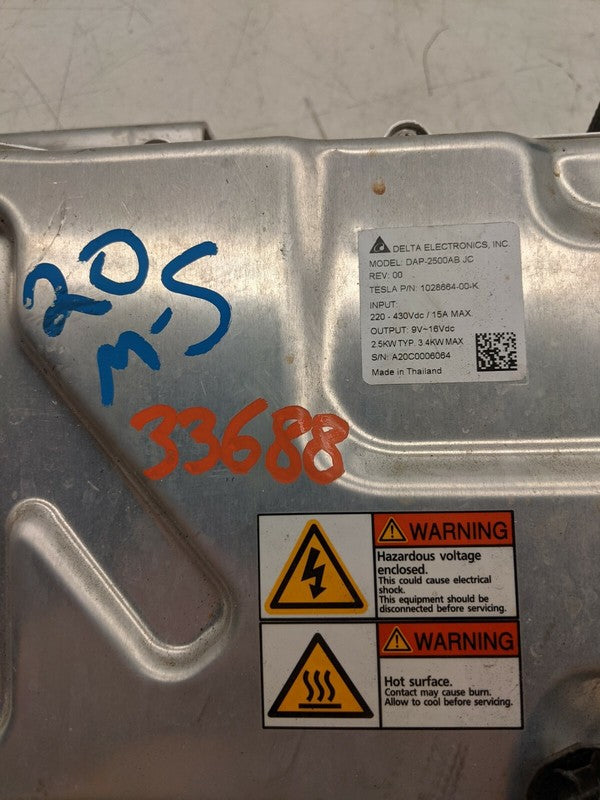 DELTA ELECTRONICS, INC
MODEL: DAP-2500AB JC
REV: 00
TESLA P/N: 1028664-00-K
INPUT:
220 - 430Vdc / 15A MAX.
OUTPUT: 9V~16Vdc
2.5KW TYP. 3.4KW MAX
S/N: A20C0006064
Made in Thailand
20
M-S
33688
WARNING
Hazardous voltage
enclosed.
This could cause electrical
shock.
This equipment should be
disconnected before servicing.
WARNING
Hot surface.
Contact may cause burn.
Allow to cool before servicing.